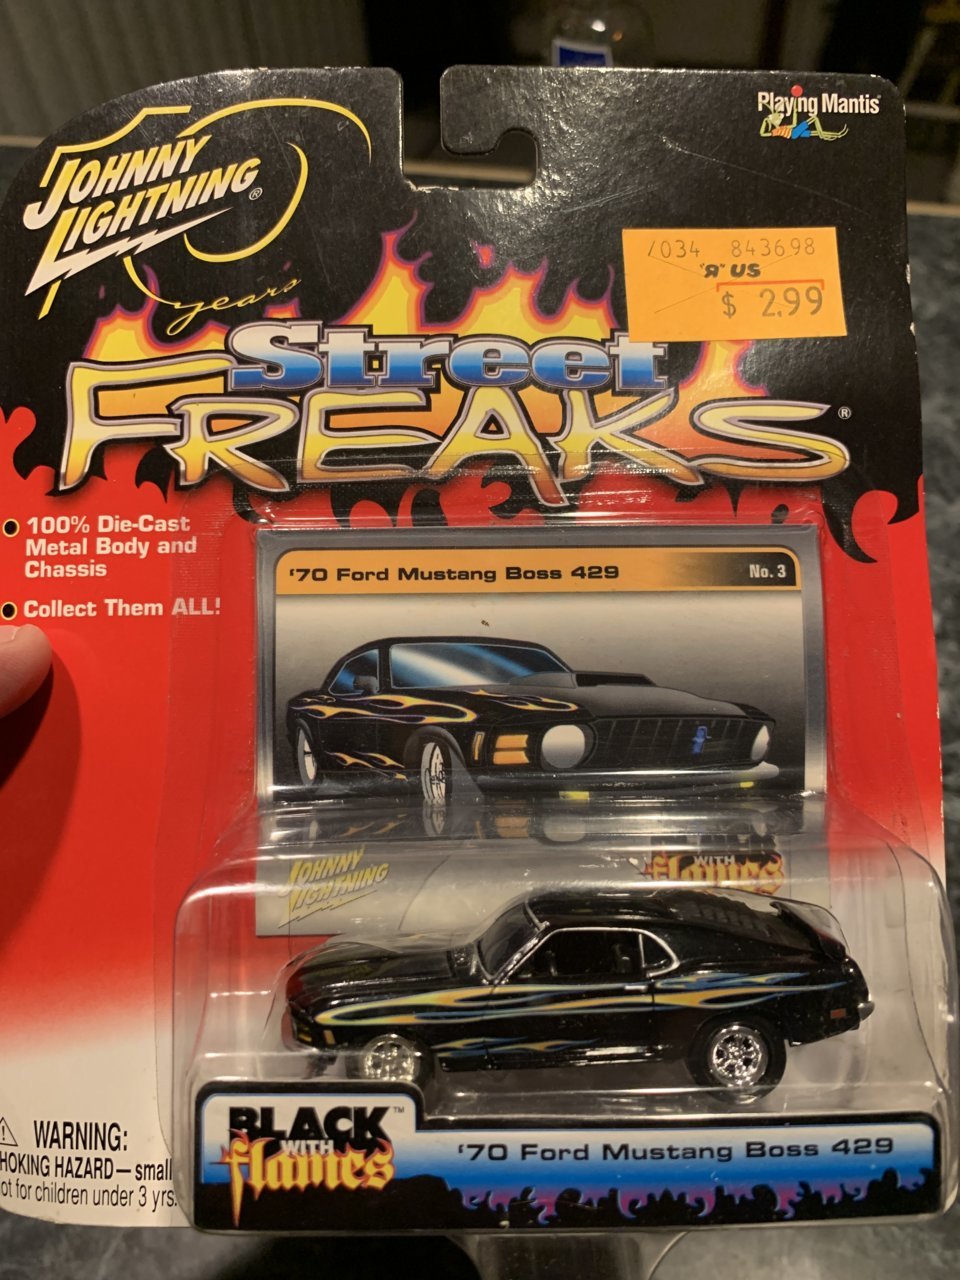 Playing Mantis
JOHNNY
LIGHTNING®
10
years
1034 843698
"R" US
$ 2.99
Street
FREAKS®
100% Die-Cast
Metal Body and
Chassis
Collect Them ALL!
'70 Ford Mustang Boss 429
No. 3
JOHNNY
LIGHTNING
WITH
flames
BLACK™
WITH
flames
'70 Ford Mustang Boss 429
WARNING:
HOKING HAZARD — small
ot for children under 3 yrs.